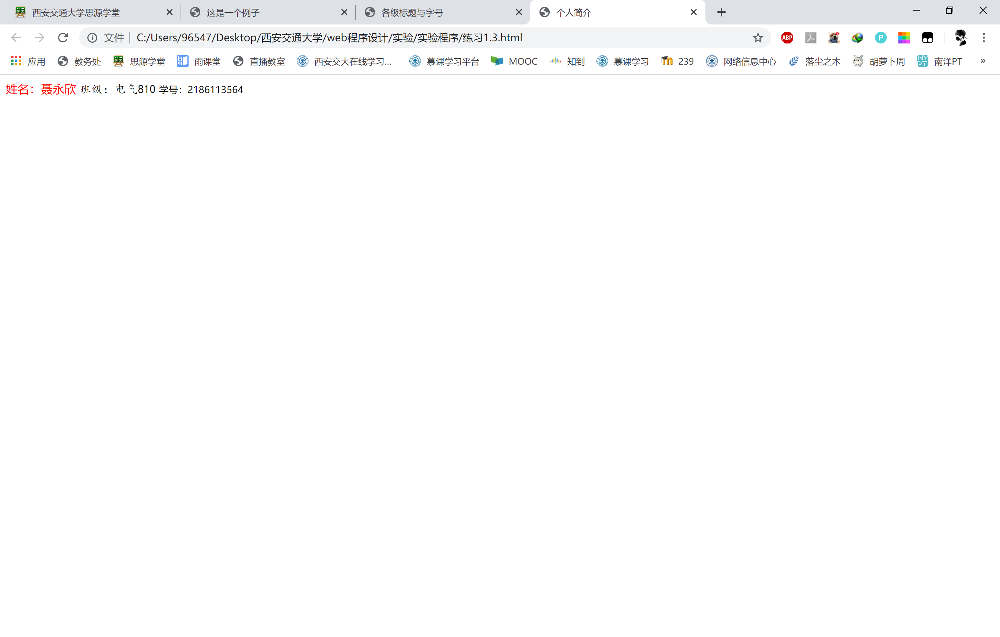 西安交通大学思源学堂 这是一个例子 各级标题与字号 个人简介
文件 C:/Users/96547/Desktop/西安交通大学/web程序设计/实验/实验程序/练习1.3.html ABP P
应用 教务处 思源学堂 雨课堂 直播教室 西安交大在线学习... 慕课学习平台 MOOC 知到 慕课学习 239 网络信息中心 落尘之木 胡萝卜周 南洋PT »
姓名：聂永欣 班级：电气810 学号：2186113564